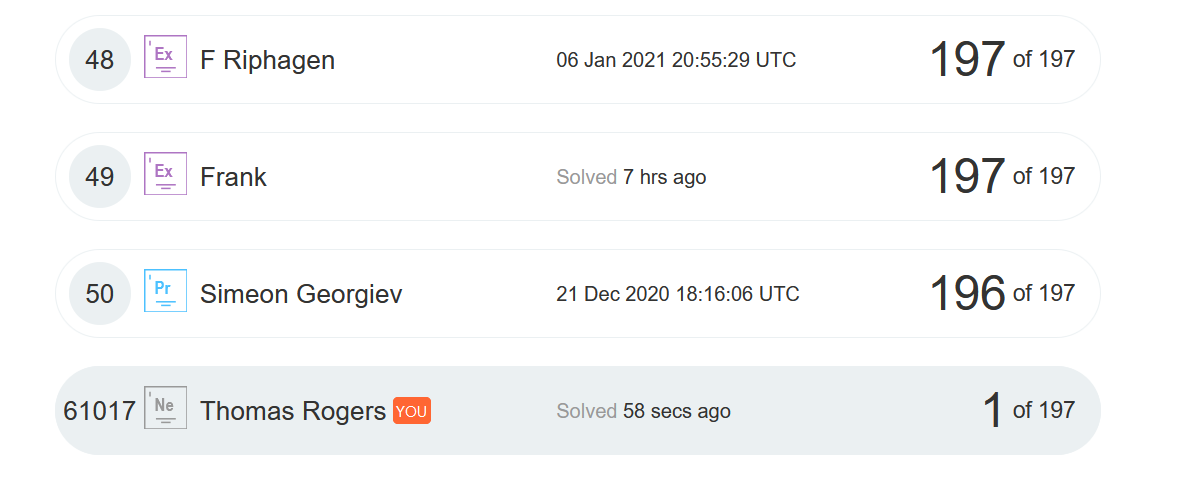 48 Ex F Riphagen 06 Jan 2021 20:55:29 UTC 197 of 197
49 Ex Frank Solved 7 hrs ago 197 of 197
50 Pr Simeon Georgiev 21 Dec 2020 18:16:06 UTC 196 of 197
61017 Ne Thomas Rogers YOU Solved 58 secs ago 1 of 197